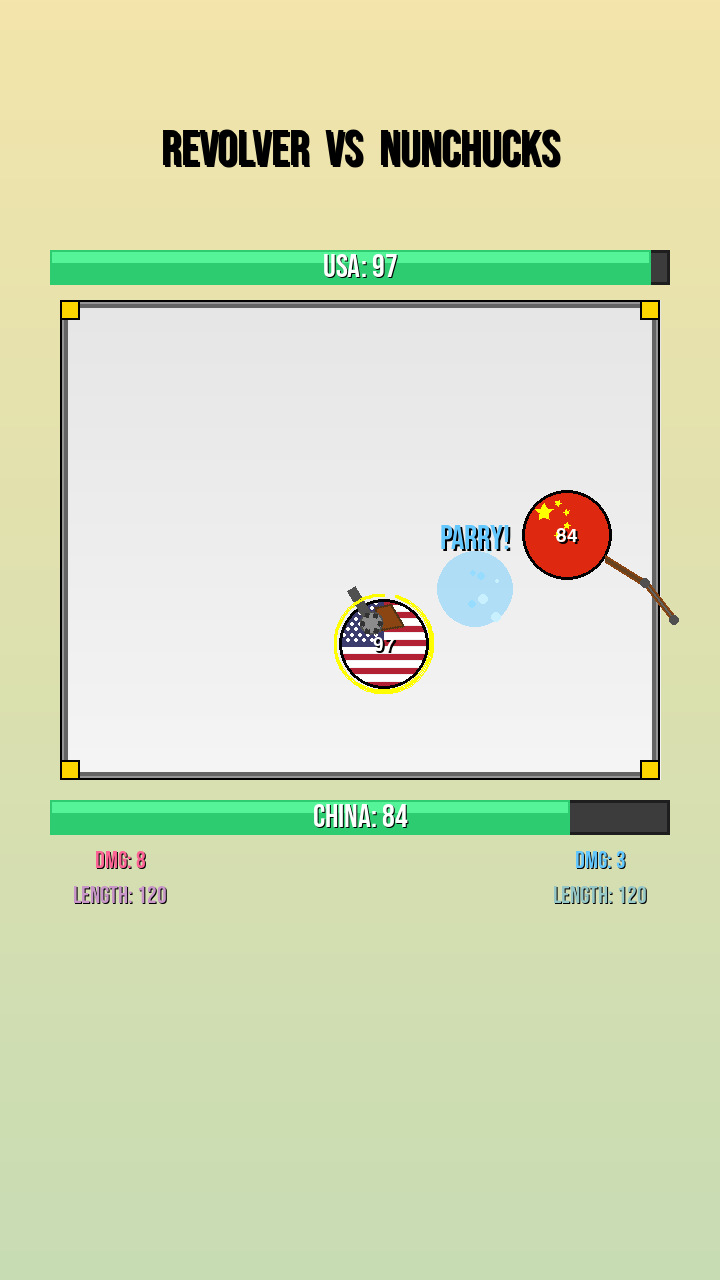 REVOLVER VS NUNCHUCKS
USA: 97
84
PARRY!
97
CHINA: 84
DMG: 8
DMG: 3
LENGTH: 120
LENGTH: 120